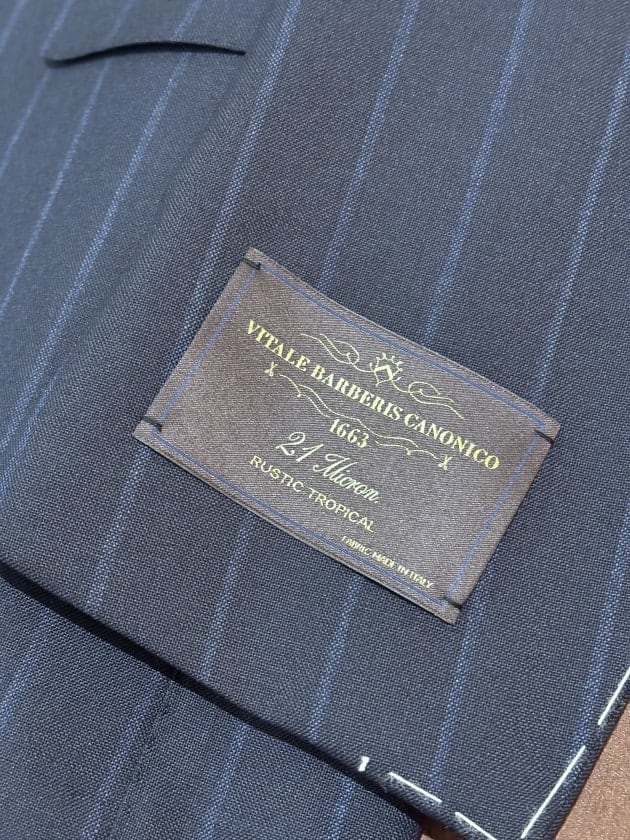 VITALE BARBERIS CANONICO
1663
21 Micron
RUSTIC TROPICAL
FABRIC MADE IN ITALY